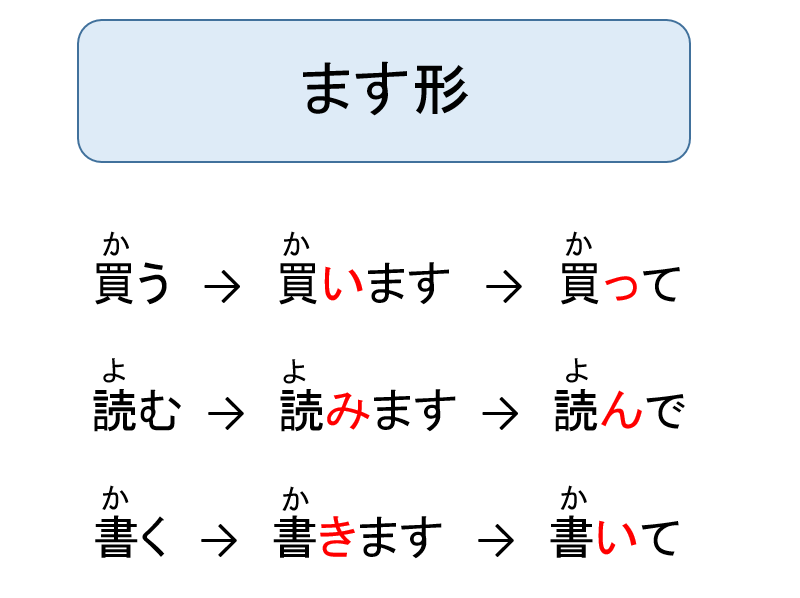 ます形
か か か
買う → 買います → 買って
よ よ よ
読む → 読みます → 読んで
か か か
書く → 書きます → 書いて